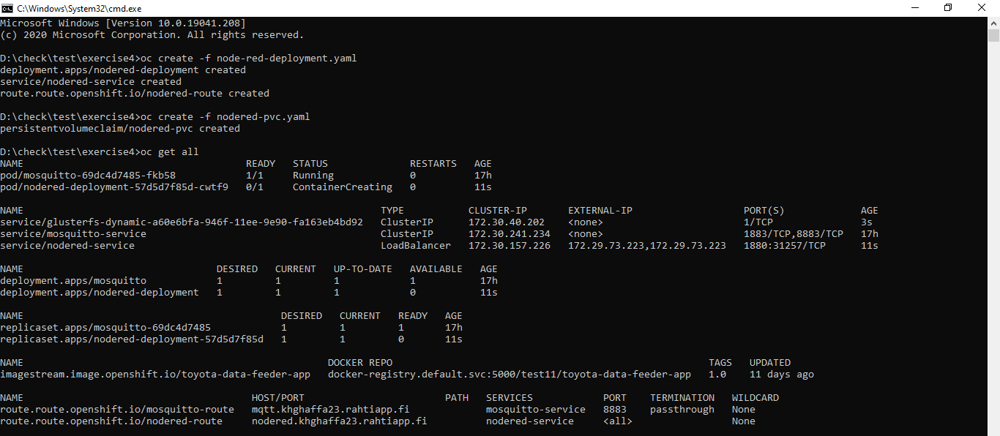 C:\Windows\System32\cmd.exe
Microsoft Windows [Version 10.0.19041.208]
(c) 2020 Microsoft Corporation. All rights reserved.
D:\check\test\exercise4>oc create -f node-red-deployment.yaml
deployment.apps/nodered-deployment created
service/nodered-service created
route.route.openshift.io/nodered-route created
D:\check\test\exercise4>oc create -f nodered-pvc.yaml
persistentvolumeclaim/nodered-pvc created
D:\check\test\exercise4>oc get all
NAME READY STATUS RESTARTS AGE
pod/mosquitto-69dc4d7485-fkb58 1/1 Running 0 17h
pod/nodered-deployment-57d5d7f85d-cwtf9 0/1 ContainerCreating 0 11s
NAME TYPE CLUSTER-IP EXTERNAL-IP PORT(S) AGE
service/glusterfs-dynamic-a60e6bfa-946f-11ee-9e90-fa163eb4bd92 ClusterIP 172.30.40.202 <none> 1/TCP 3s
service/mosquitto-service ClusterIP 172.30.241.234 <none> 1883/TCP,8883/TCP 17h
service/nodered-service LoadBalancer 172.30.157.226 172.29.73.223,172.29.73.223 1880:31257/TCP 11s
NAME DESIRED CURRENT UP-TO-DATE AVAILABLE AGE
deployment.apps/mosquitto 1 1 1 1 17h
deployment.apps/nodered-deployment 1 1 1 0 11s
NAME DESIRED CURRENT READY AGE
replicaset.apps/mosquitto-69dc4d7485 1 1 1 17h
replicaset.apps/nodered-deployment-57d5d7f85d 1 1 0 11s
NAME DOCKER REPO TAGS UPDATED
imagestream.image.openshift.io/toyota-data-feeder-app docker-registry.default.svc:5000/test11/toyota-data-feeder-app 1.0 11 days ago
NAME HOST/PORT PATH SERVICES PORT TERMINATION WILDCARD
route.route.openshift.io/mosquitto-route mqtt.khghaffa23.rahtiapp.fi mosquitto-service 8883 passthrough None
route.route.openshift.io/nodered-route nodered.khghaffa23.rahtiapp.fi nodered-service <all> None